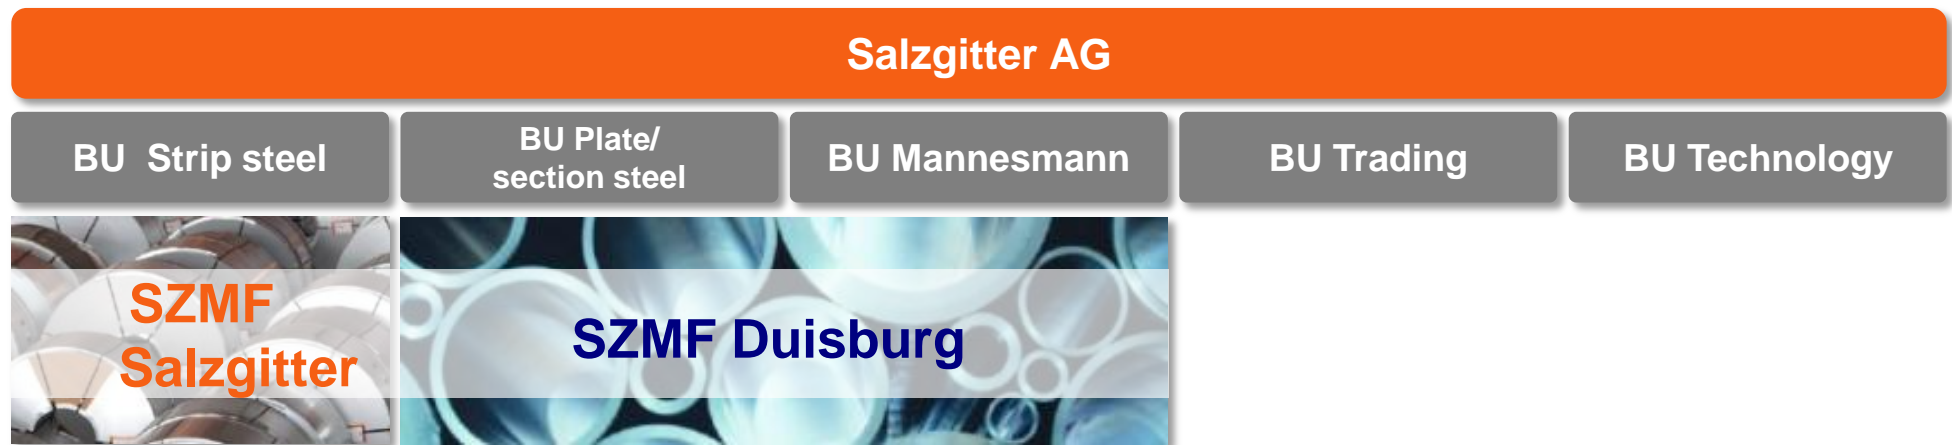 Salzgitter AG
BU Strip steel
BU Plate/
section steel
BU Mannesmann
BU Trading
BU Technology
SZMF
Salzgitter
SZMF Duisburg